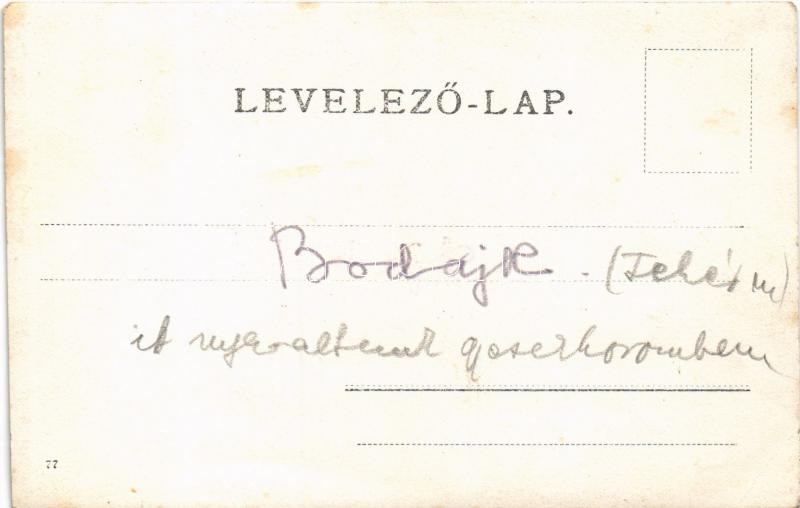 LEVELEZŐ-LAP.
Bodajk. (Fehér m)
it nyaraltunk gyerekkoromban
77